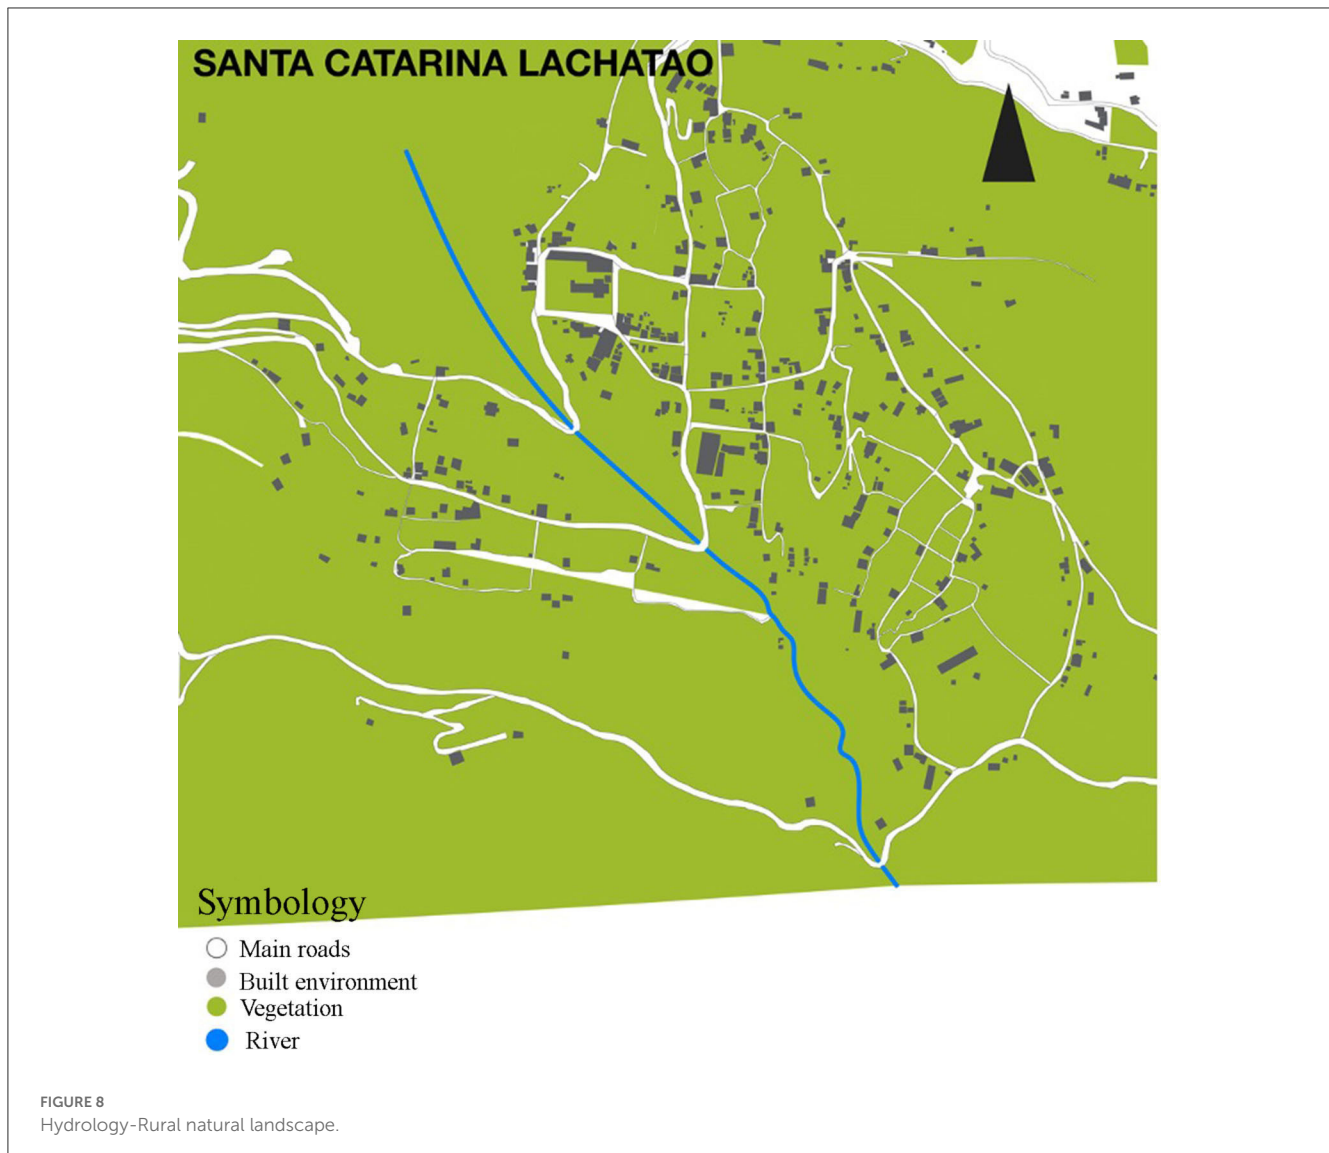 SANTA CATARINA LACHATAO
Symbology
Main roads
Built environment
Vegetation
River
FIGURE 8
Hydrology-Rural natural landscape.